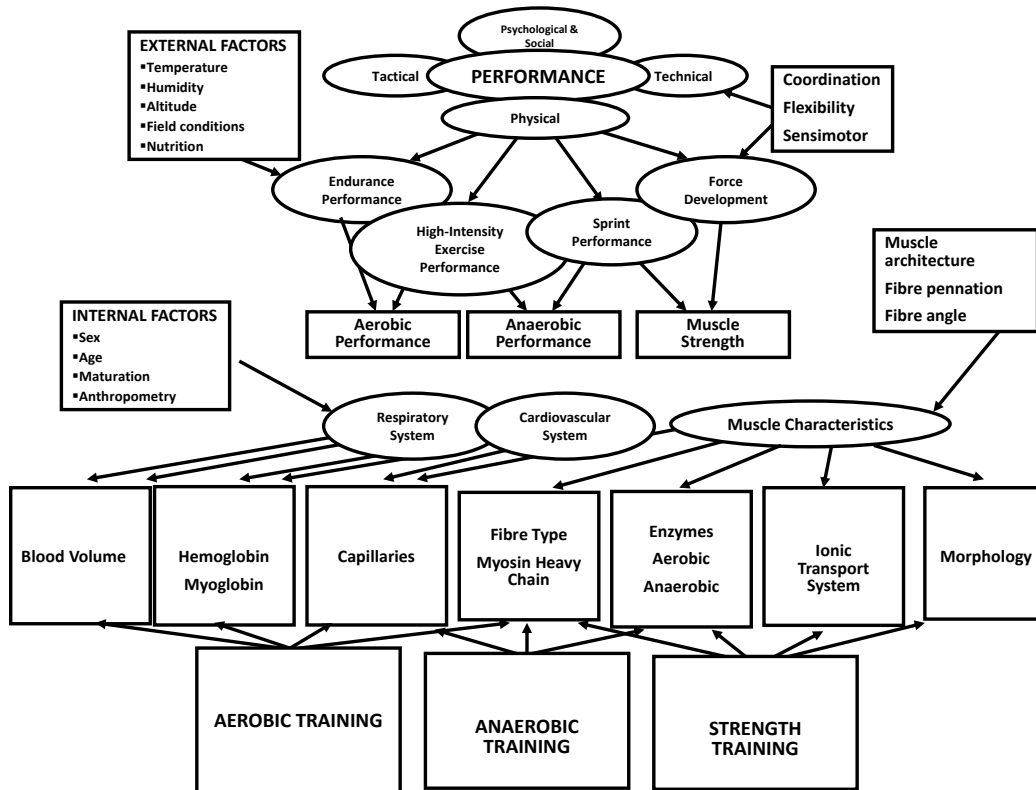 Psychological &
Social
EXTERNAL FACTORS
▪Temperature
▪Humidity
▪Altitude
▪Field conditions
▪Nutrition
Tactical
PERFORMANCE
Technical
Coordination
Flexibility
Sensimotor
Physical
Endurance
Performance
Force
Development
High-Intensity
Exercise
Performance
Sprint
Performance
Muscle
architecture
Fibre pennation
Fibre angle
INTERNAL FACTORS
▪Sex
▪Age
▪Maturation
▪Anthropometry
Aerobic
Performance
Anaerobic
Performance
Muscle
Strength
Respiratory
System
Cardiovascular
System
Muscle Characteristics
Blood Volume
Hemoglobin
Myoglobin
Capillaries
Fibre Type
Myosin Heavy
Chain
Enzymes
Aerobic
Anaerobic
Ionic
Transport
System
Morphology
AEROBIC TRAINING
ANAEROBIC
TRAINING
STRENGTH
TRAINING